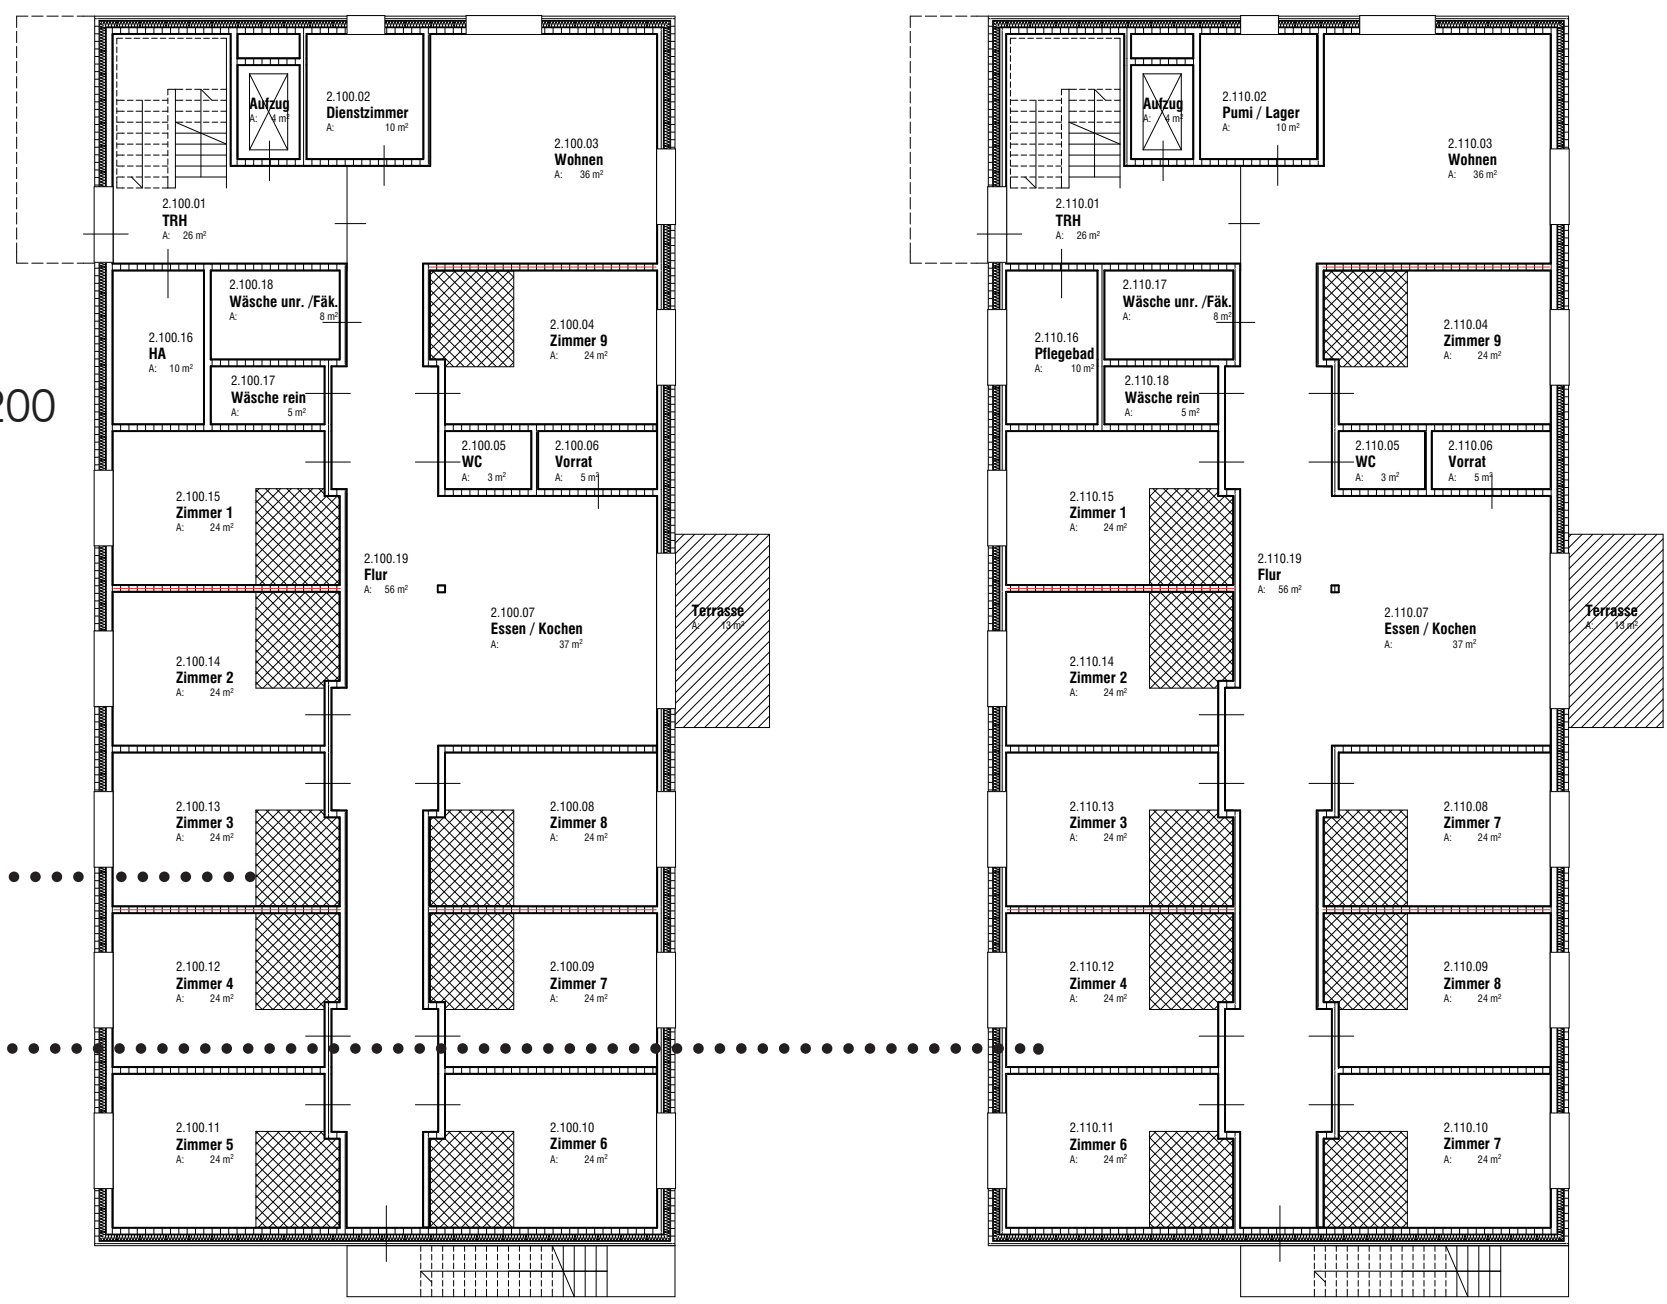 Aufzug
A: 4 m²
2.100.02
Dienstzimmer
A: 10 m²
2.100.03
Wohnen
A: 36 m²
2.100.01
TRH
A: 26 m²
2.100.18
Wäsche unr. /Fäk.
A: 8 m²
2.100.16
HA
A: 10 m²
2.100.17
Wäsche rein
A: 5 m²
2.100.04
Zimmer 9
A: 24 m²
200
2.100.05
WC
A: 3 m²
2.100.06
Vorrat
A: 5 m²
2.100.15
Zimmer 1
A: 24 m²
2.100.19
Flur
A: 56 m²
2.100.07
Essen / Kochen
A: 37 m²
Terrasse
A: 13 m²
2.100.14
Zimmer 2
A: 24 m²
2.100.13
Zimmer 3
A: 24 m²
2.100.08
Zimmer 8
A: 24 m²
2.100.12
Zimmer 4
A: 24 m²
2.100.09
Zimmer 7
A: 24 m²
2.100.11
Zimmer 5
A: 24 m²
2.100.10
Zimmer 6
A: 24 m²
Aufzug
A: 4 m²
2.110.02
Pumi / Lager
A: 10 m²
2.110.03
Wohnen
A: 36 m²
2.110.01
TRH
A: 26 m²
2.110.17
Wäsche unr. /Fäk.
A: 8 m²
2.110.16
Pflegebad
A: 10 m²
2.110.18
Wäsche rein
A: 5 m²
2.110.04
Zimmer 9
A: 24 m²
2.110.05
WC
A: 3 m²
2.110.06
Vorrat
A: 5 m²
2.110.15
Zimmer 1
A: 24 m²
2.110.19
Flur
A: 56 m²
2.110.07
Essen / Kochen
A: 37 m²
Terrasse
A: 13 m²
2.110.14
Zimmer 2
A: 24 m²
2.110.13
Zimmer 3
A: 24 m²
2.110.08
Zimmer 7
A: 24 m²
2.110.12
Zimmer 4
A: 24 m²
2.110.09
Zimmer 8
A: 24 m²
2.110.11
Zimmer 6
A: 24 m²
2.110.10
Zimmer 7
A: 24 m²